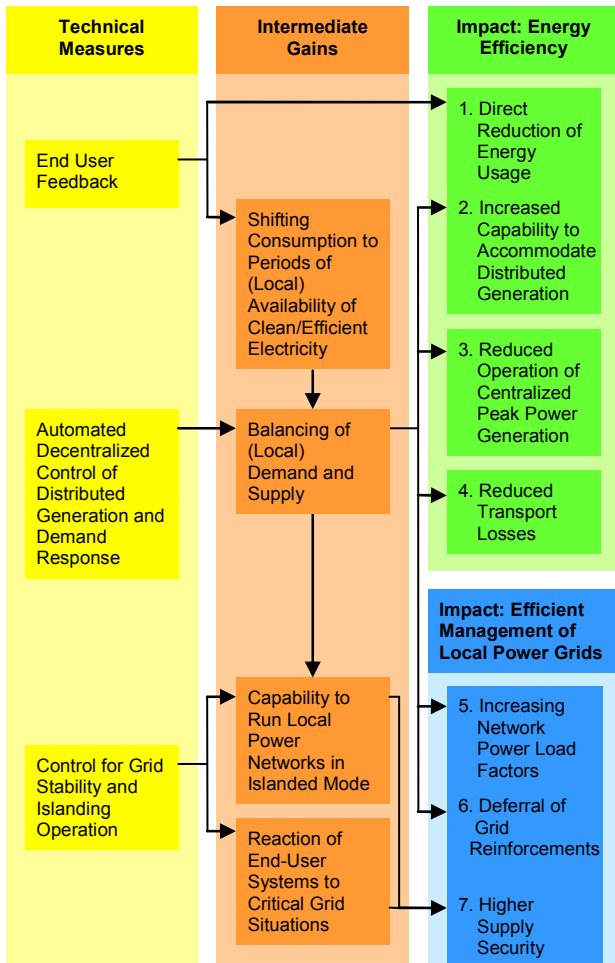 Technical
Measures
End User
Feedback
Automated
Decentralized
Control of
Distributed
Generation and
Demand
Response
Control for Grid
Stability and
Islanding
Operation
Intermediate
Gains
Shifting
Consumption to
Periods of
(Local)
Availability of
Clean/Efficient
Electricity
Balancing of
(Local)
Demand and
Supply
Capability to
Run Local
Power
Networks in
Islanded Mode
Reaction of
End-User
Systems to
Critical Grid
Situations
Impact: Energy
Efficiency
1. Direct
Reduction of
Energy
Usage
2. Increased
Capability to
Accommodate
Distributed
Generation
3. Reduced
Operation of
Centralized
Peak Power
Generation
4. Reduced
Transport
Losses
Impact: Efficient
Management of
Local Power Grids
5. Increasing
Network
Power Load
Factors
6. Deferral of
Grid
Reinforcements
7. Higher
Supply
Security